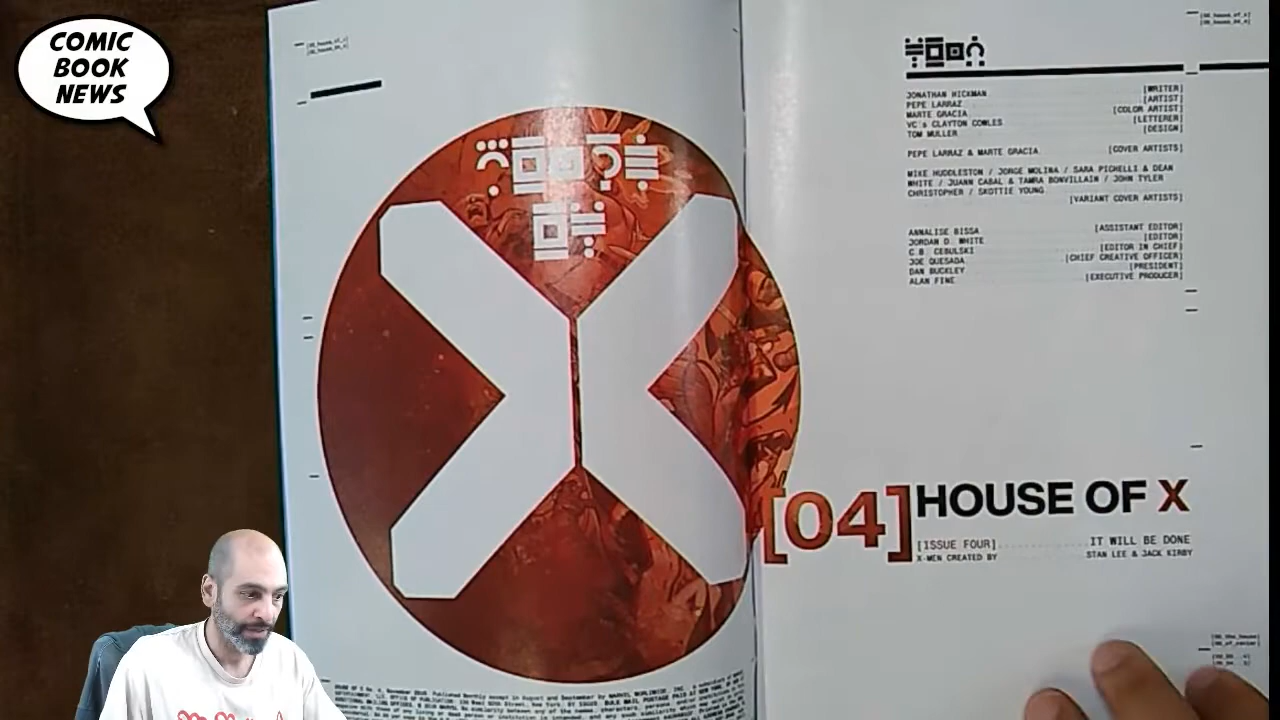 COMIC
BOOK
NEWS
JONATHAN HICKMAN [WRITER]
PEPE LARRAZ [ARTIST]
MARTE GRACIA [COLOR ARTIST]
VC's CLAYTON COWLES [LETTERER]
TOM MULLER [DESIGN]
PEPE LARRAZ & MARTE GRACIA [COVER ARTISTS]
MIKE HUDDLESTON / JORGE MOLINA / SARA PICHELLI & DEAN
WHITE / JUANN CABAL & TAMRA BONVILLAIN / JOHN TYLER
CHRISTOPHER / SKOTTIE YOUNG
[VARIANT COVER ARTISTS]
ANNALISE BISSA [ASSISTANT EDITOR]
JORDAN D. WHITE [EDITOR]
C.B. CEBULSKI [EDITOR IN CHIEF]
JOE QUESADA [CHIEF CREATIVE OFFICER]
DAN BUCKLEY [PRESIDENT]
ALAN FINE [EXECUTIVE PRODUCER]
X
[04] HOUSE OF X
[ISSUE FOUR]......................IT WILL BE DONE
X-MEN CREATED BY STAN LEE & JACK KIRBY